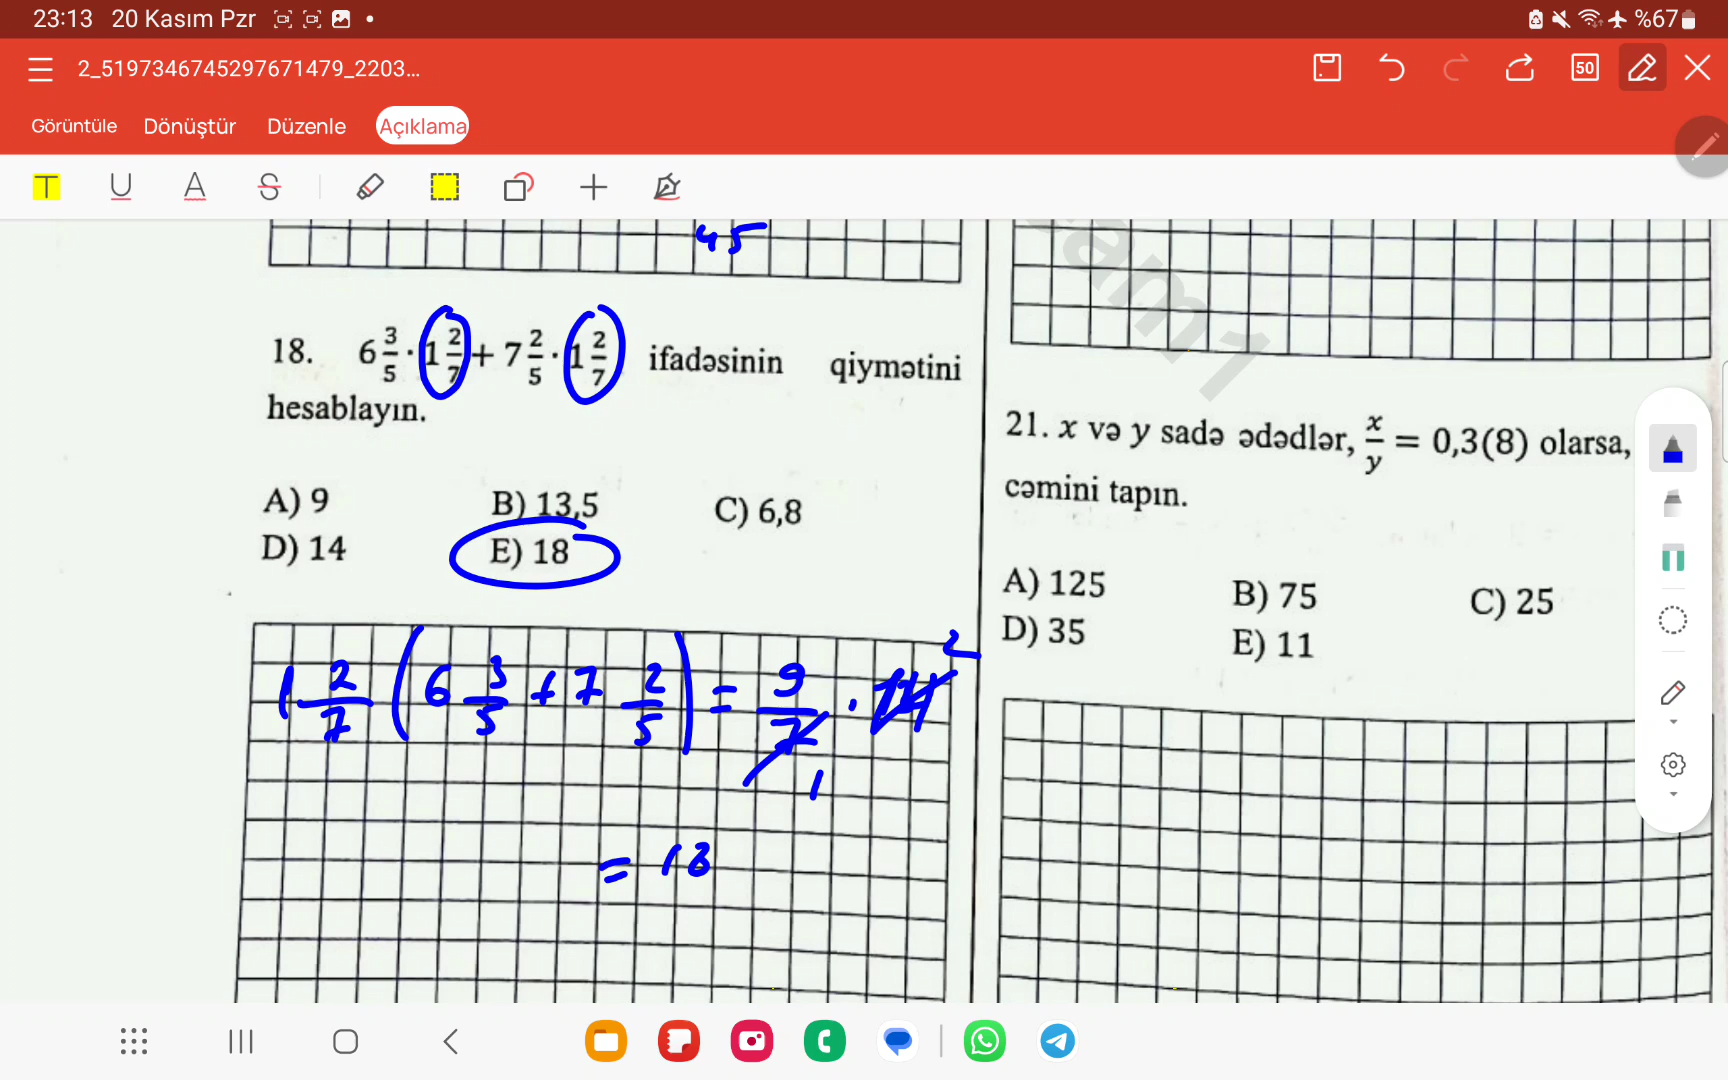 23:13 20 Kasım Pzr %67
2_5197346745297671479_2203... 50
Görüntüle Dönüştür Düzenle Açıklama
45
am1
18. 6 3/5 · 1 2/7 + 7 2/5 · 1 2/7 ifadəsinin qiymətini
hesablayın.
A) 9 B) 13,5 C) 6,8
D) 14 E) 18
1 2/7 (6 3/5 + 7 2/5) = 9/7 · 14 2
1
= 18
21. x və y sadə ədədlər, x/y = 0,3(8) olarsa,
cəmini tapın.
A) 125 B) 75 C) 25
D) 35 E) 11